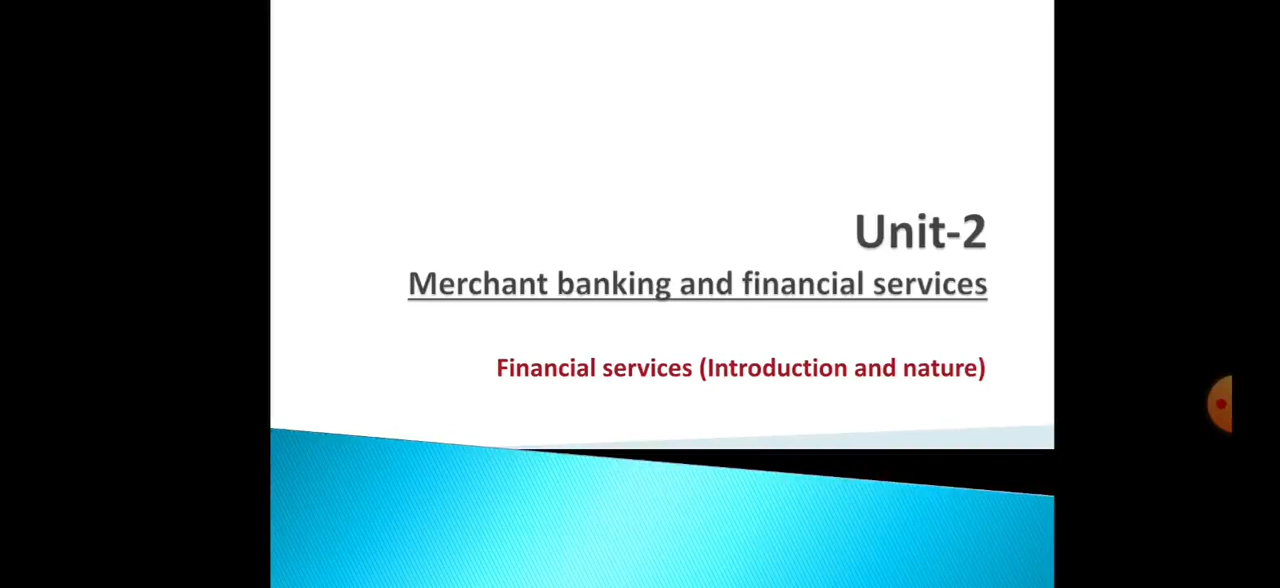 Unit-2
Merchant banking and financial services
Financial services (Introduction and nature)